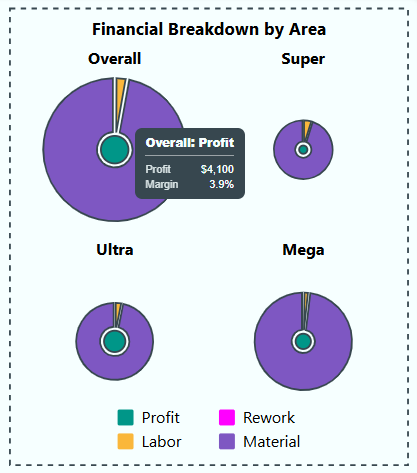 Financial Breakdown by Area
Overall
Super
Overall: Profit
Profit $4,100
Margin 3.9%
Ultra
Mega
Profit
Rework
Labor
Material